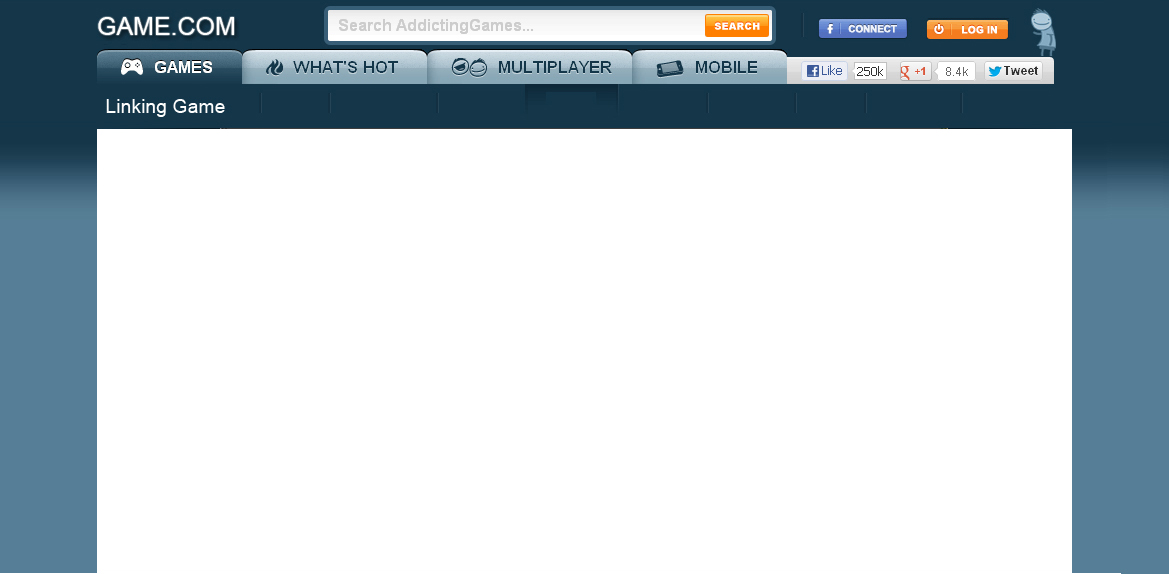 GAME.COM
Search AddictingGames...
SEARCH
f CONNECT
LOG IN
GAMES
WHAT'S HOT
MULTIPLAYER
MOBILE
Like
250k
g +1
8.4k
Tweet
Linking Game